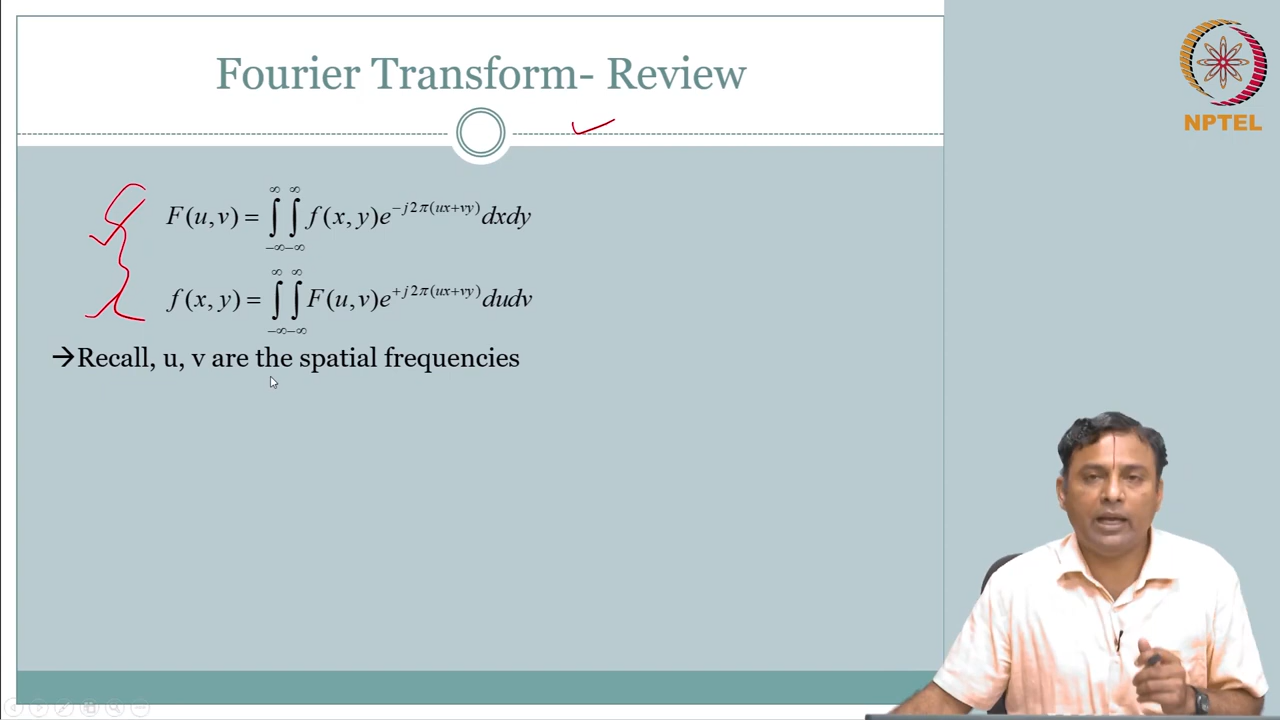 Fourier Transform- Review
NPTEL
F(u,v) = ∫_{-∞}^{∞} ∫_{-∞}^{∞} f(x,y)e^{-j2π(ux+vy)}dxdy
f(x,y) = ∫_{-∞}^{∞} ∫_{-∞}^{∞} F(u,v)e^{+j2π(ux+vy)}dudv
→Recall, u, v are the spatial frequencies